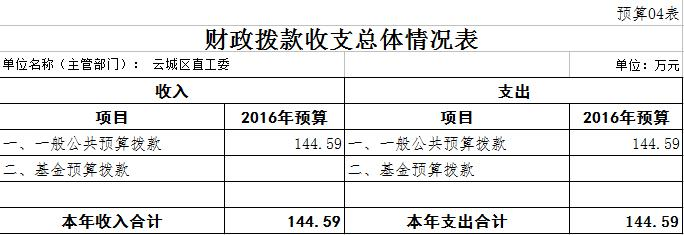 预算04表
财政拨款收支总体情况表
单位名称（主管部门）： 云城区直工委 单位：万元
收入 支出
项目 2016年预算 项目 2016年预算
一、一般公共预算拨款 144.59 一、一般公共预算拨款 144.59
二、基金预算拨款 二、基金预算拨款
本年收入合计 144.59 本年支出合计 144.59